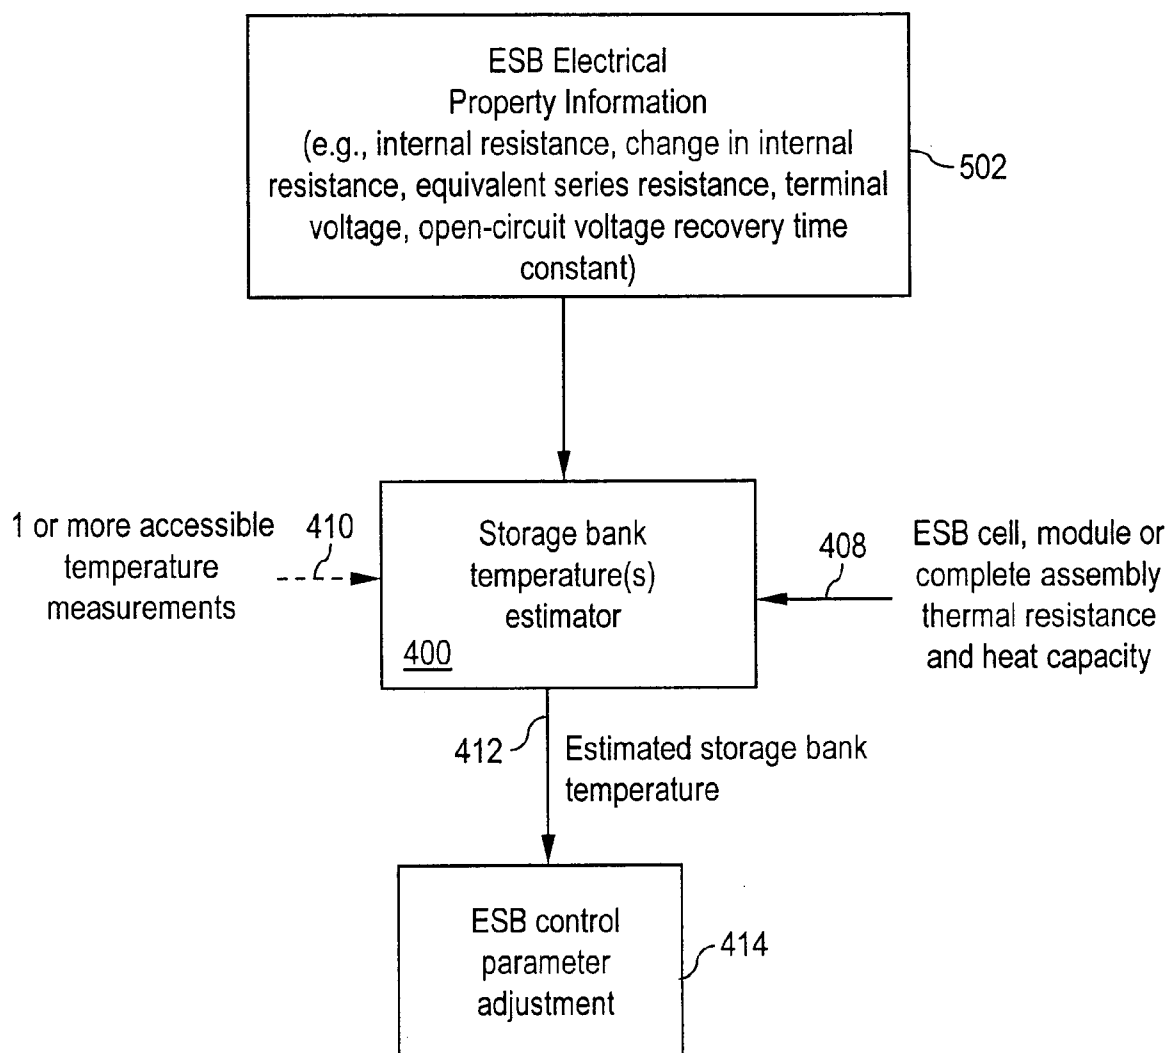 ESB Electrical
Property Information
(e.g., internal resistance, change in internal
resistance, equivalent series resistance, terminal
voltage, open-circuit voltage recovery time
constant)
502
1 or more accessible
temperature
measurements
410
Storage bank
temperature(s)
estimator
400
408
ESB cell, module or
complete assembly
thermal resistance
and heat capacity
412
Estimated storage bank
temperature
ESB control
parameter
adjustment
414